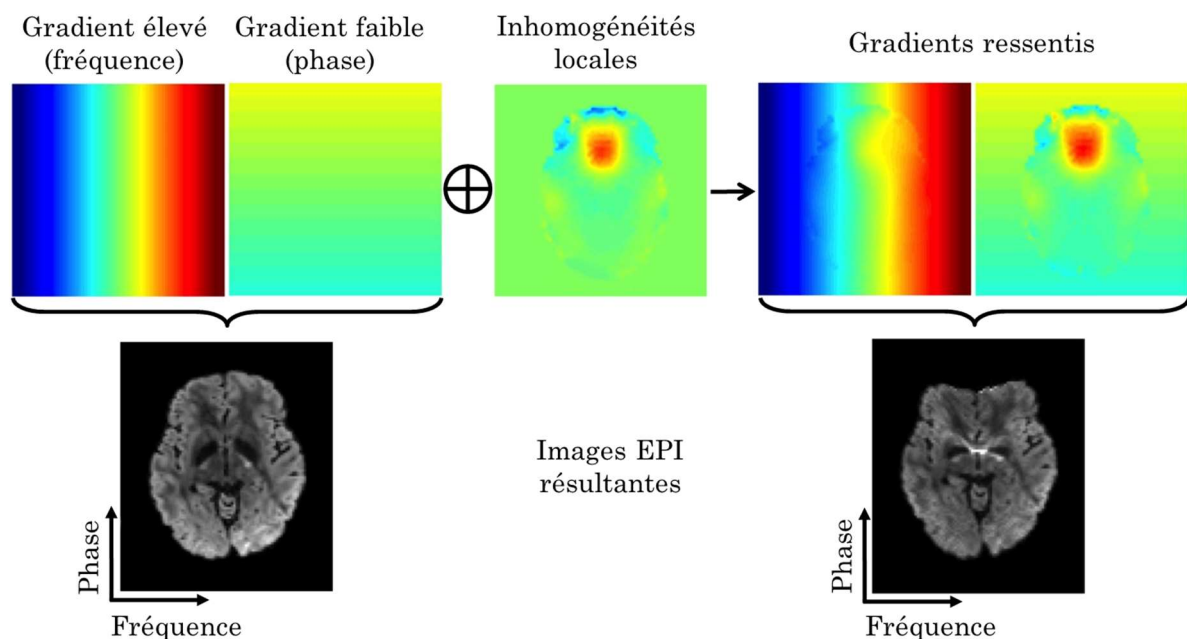 Gradient élevé
(fréquence)
Gradient faible
(phase)
Inhomogénéités
locales
Gradients ressentis
Images EPI
résultantes
Phase
Fréquence
Phase
Fréquence